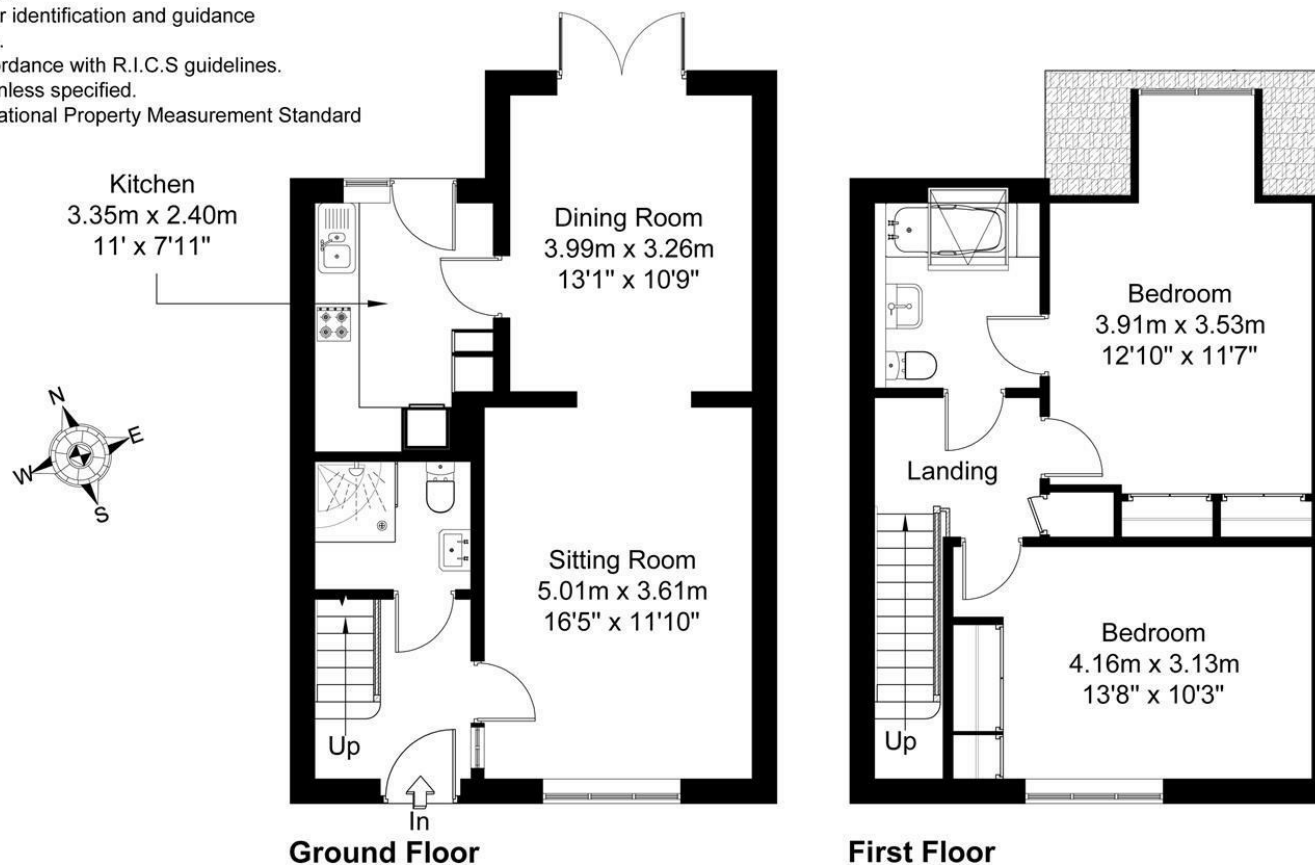 r identification and guidance
.
rdance with R.I.C.S guidelines.
nless specified.
ational Property Measurement Standard
Kitchen
3.35m x 2.40m
11' x 7'11"
Dining Room
3.99m x 3.26m
13'1" x 10'9"
Bedroom
3.91m x 3.53m
12'10" x 11'7"
N
E
W
S
Landing
Sitting Room
5.01m x 3.61m
16'5" x 11'10"
Bedroom
4.16m x 3.13m
13'8" x 10'3"
Up
Up
In
Ground Floor
First Floor